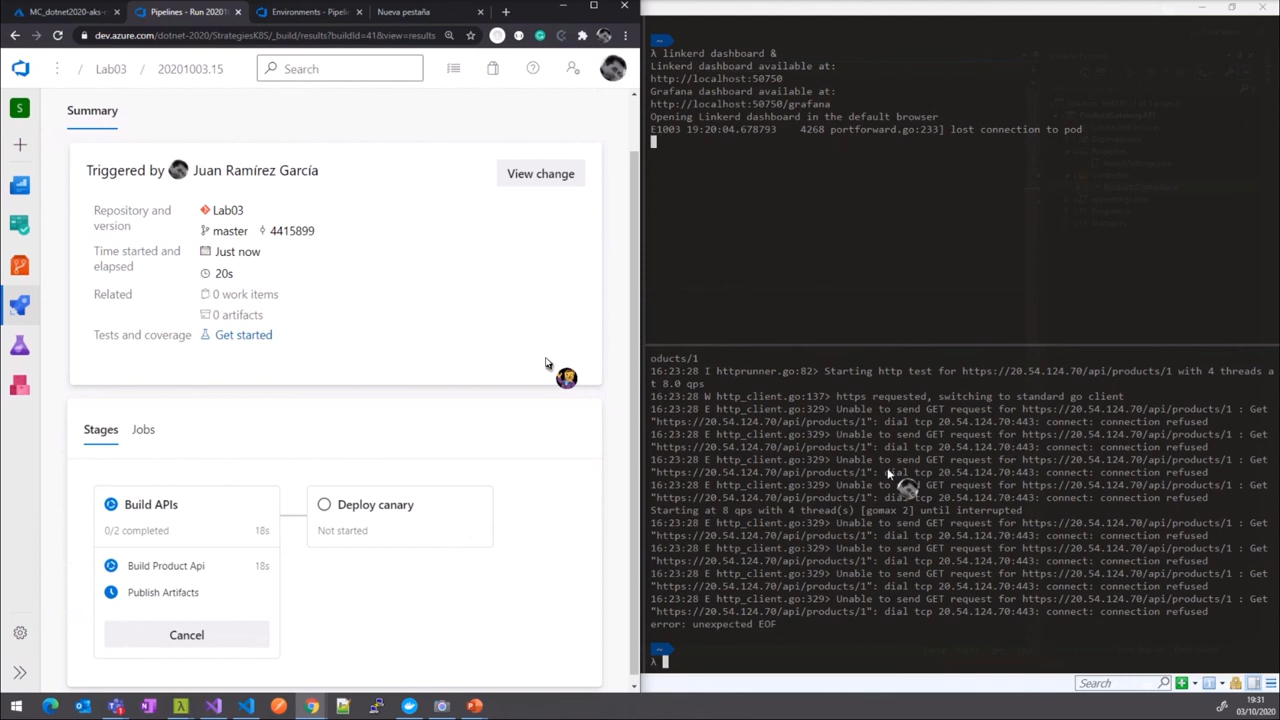 MC_dotnet2020-aks-r
Pipelines - Run 20201
Environments - Pipelin
Nueva pestaña
dev.azure.com/dotnet-2020/StrategiesK8S/_build/results?buildId=41&view=results
Lab03
20201003.15
Search
S
Summary
Triggered by Juan Ramírez García
View change
Repository and version
Lab03
master 4415899
Time started and elapsed
Just now
20s
Related
0 work items
0 artifacts
Tests and coverage
Get started
Stages
Jobs
Build APIs
0/2 completed 18s
Build Product Api 18s
Publish Artifacts
Cancel
Deploy canary
Not started
~
λ linkerd dashboard &
Linkerd dashboard available at:
http://localhost:50750
Grafana dashboard available at:
http://localhost:50750/grafana
Opening Linkerd dashboard in the default browser
E1003 19:20:04.678793 4268 portforward.go:233] lost connection to pod
oducts/1
16:23:28 I httprunner.go:82> Starting http test for https://20.54.124.70/api/products/1 with 4 threads a
t 8.0 qps
16:23:28 W http_client.go:137> https requested, switching to standard go client
16:23:28 E http_client.go:329> Unable to send GET request for https://20.54.124.70/api/products/1 : Get
"https://20.54.124.70/api/products/1": dial tcp 20.54.124.70:443: connect: connection refused
16:23:28 E http_client.go:329> Unable to send GET request for https://20.54.124.70/api/products/1 : Get
"https://20.54.124.70/api/products/1": dial tcp 20.54.124.70:443: connect: connection refused
16:23:28 E http_client.go:329> Unable to send GET request for https://20.54.124.70/api/products/1 : Get
"https://20.54.124.70/api/products/1": dial tcp 20.54.124.70:443: connect: connection refused
16:23:28 E http_client.go:329> Unable to send GET request for https://20.54.124.70/api/products/1 : Get
"https://20.54.124.70/api/products/1": dial tcp 20.54.124.70:443: connect: connection refused
Starting at 8 qps with 4 thread(s) [gomax 2] until interrupted
16:23:28 E http_client.go:329> Unable to send GET request for https://20.54.124.70/api/products/1 : Get
"https://20.54.124.70/api/products/1": dial tcp 20.54.124.70:443: connect: connection refused
16:23:28 E http_client.go:329> Unable to send GET request for https://20.54.124.70/api/products/1 : Get
"https://20.54.124.70/api/products/1": dial tcp 20.54.124.70:443: connect: connection refused
16:23:28 E http_client.go:329> Unable to send GET request for https://20.54.124.70/api/products/1 : Get
"https://20.54.124.70/api/products/1": dial tcp 20.54.124.70:443: connect: connection refused
16:23:28 E http_client.go:329> Unable to send GET request for https://20.54.124.70/api/products/1 : Get
"https://20.54.124.70/api/products/1": dial tcp 20.54.124.70:443: connect: connection refused
error: unexpected EOF
~
λ
Search
19:31
03/10/2020